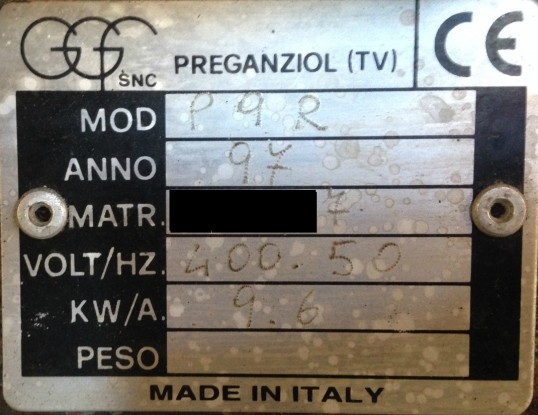 GGF SNC PREGANZIOL (TV) CE
MOD P 9 R
ANNO 97
MATR. 7
VOLT/HZ. 400.50
KW/A. 9.6
PESO
MADE IN ITALY